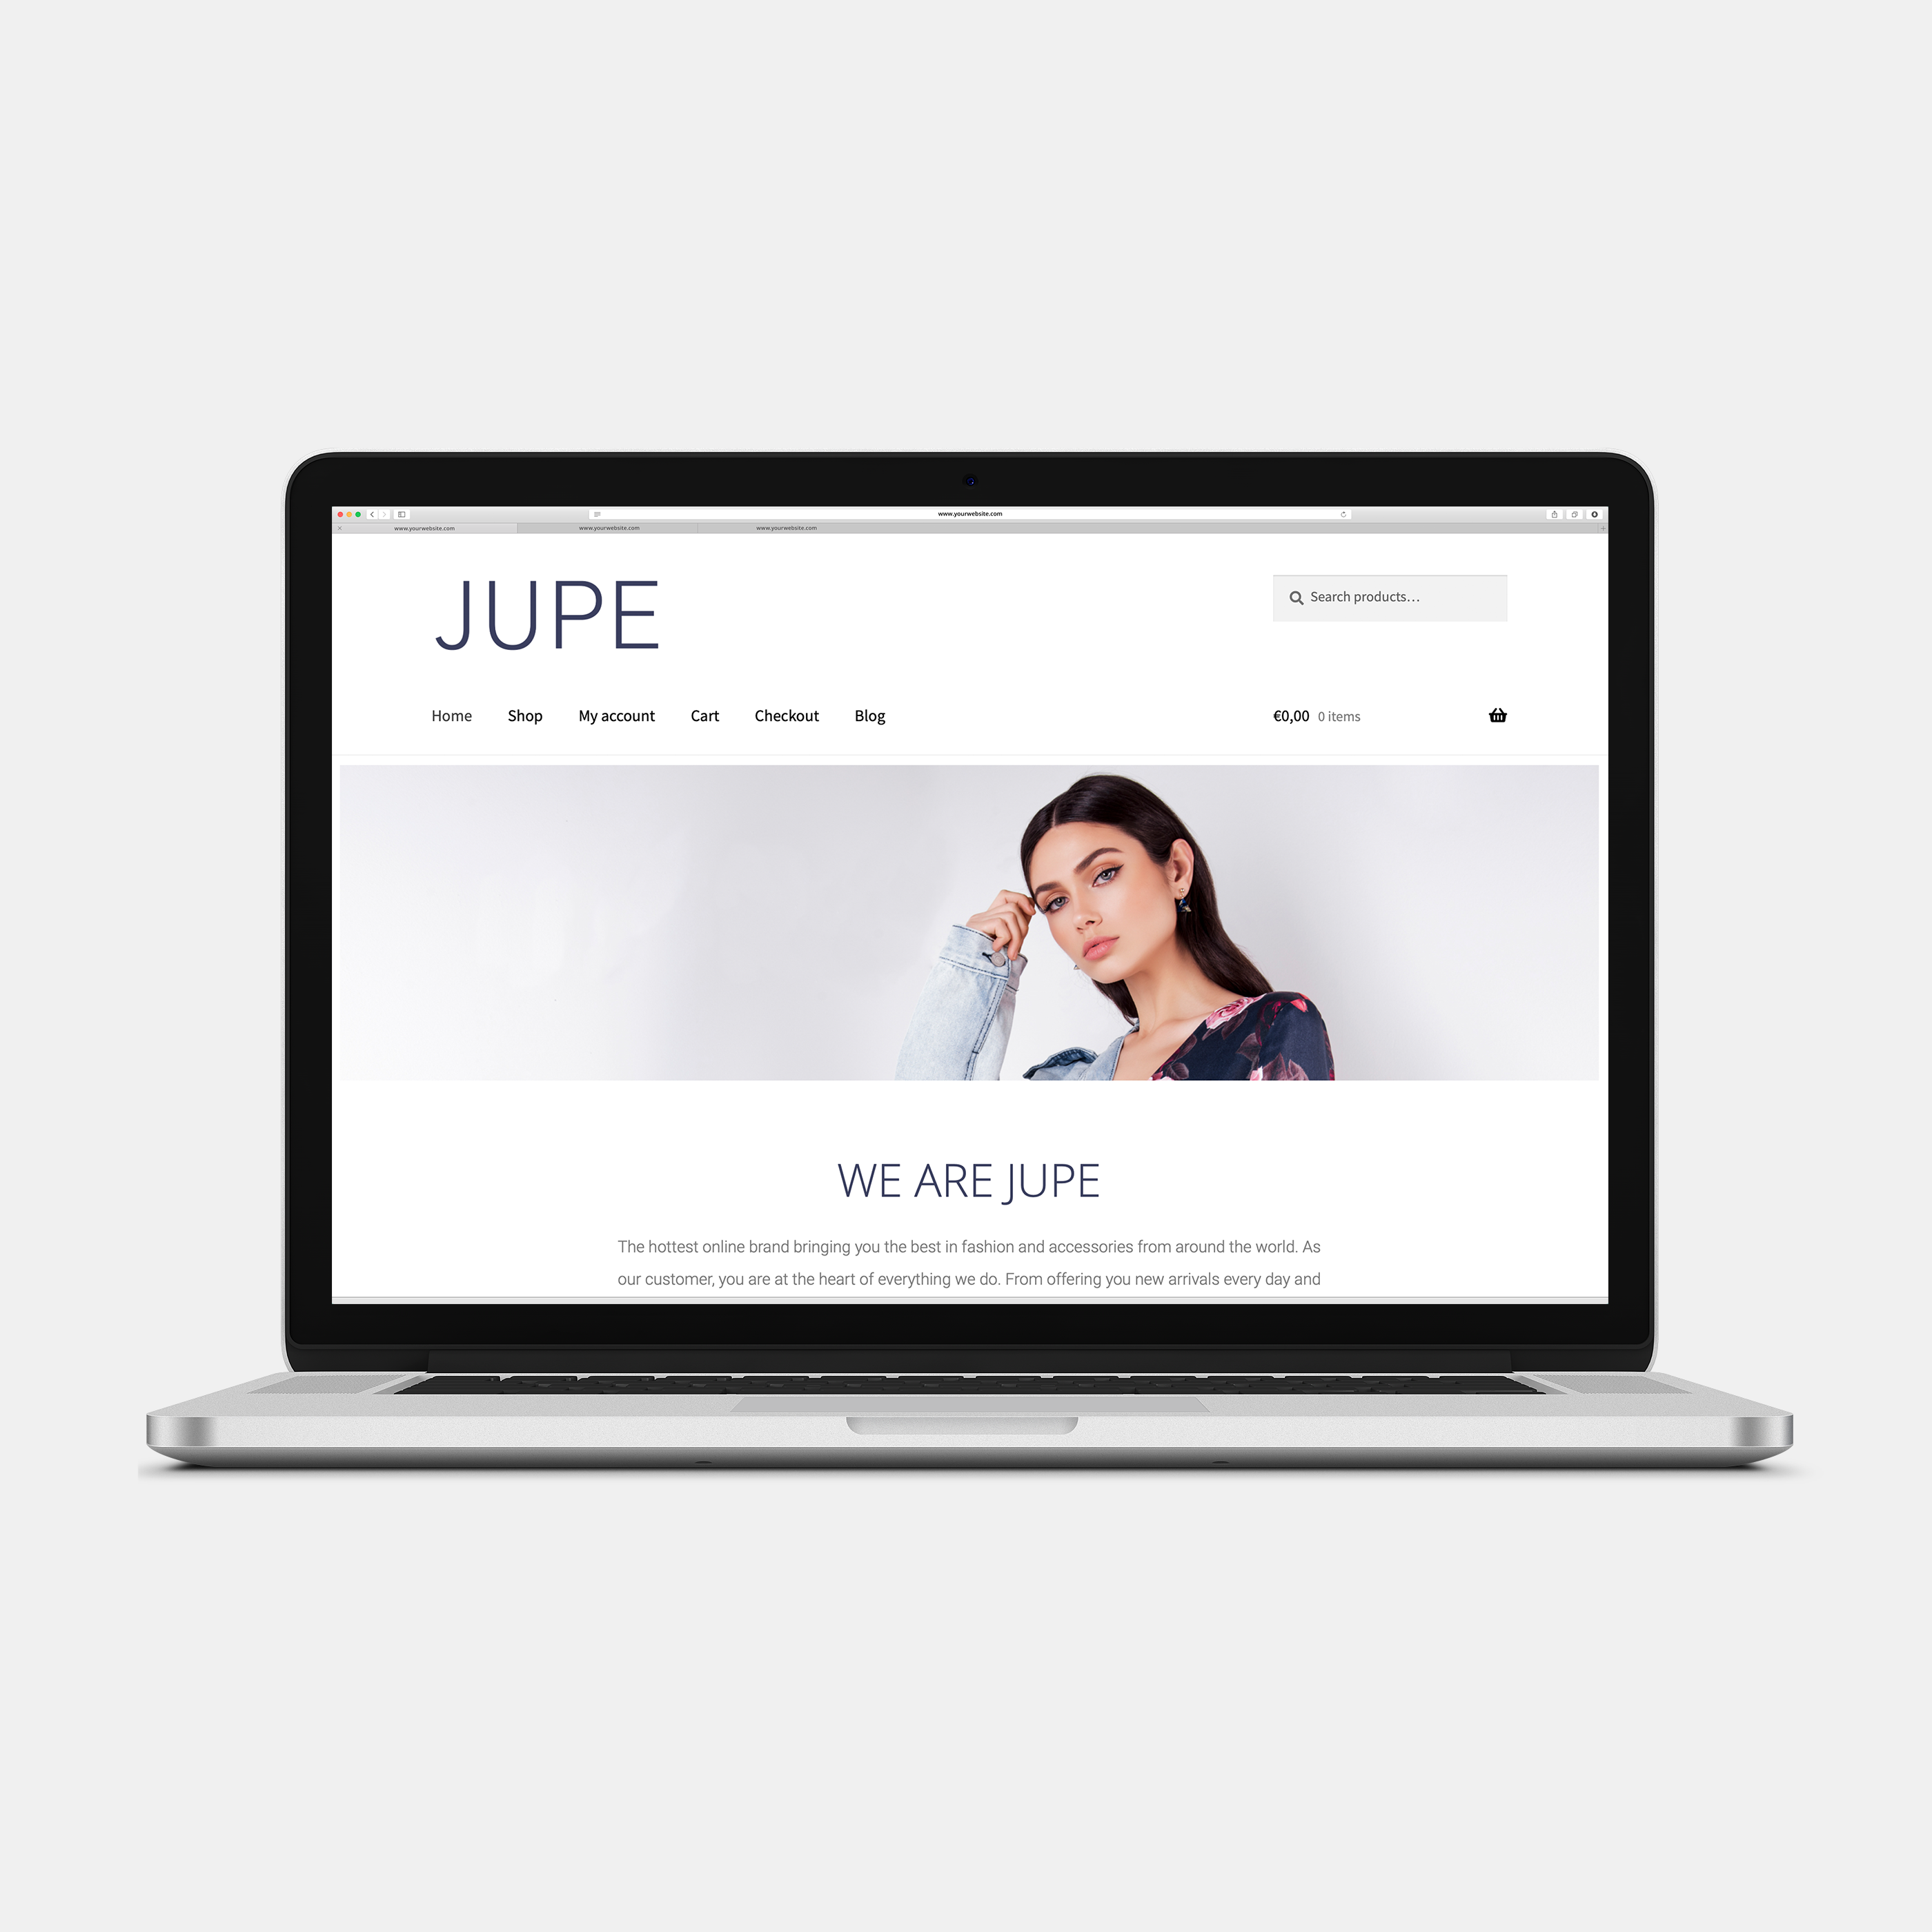 www.yourwebsite.com
www.yourwebsite.com www.yourwebsite.com www.yourwebsite.com
JUPE
Search products...
Home Shop My account Cart Checkout Blog
€0,00 0 items
WE ARE JUPE
The hottest online brand bringing you the best in fashion and accessories from around the world. As
our customer, you are at the heart of everything we do. From offering you new arrivals every day and